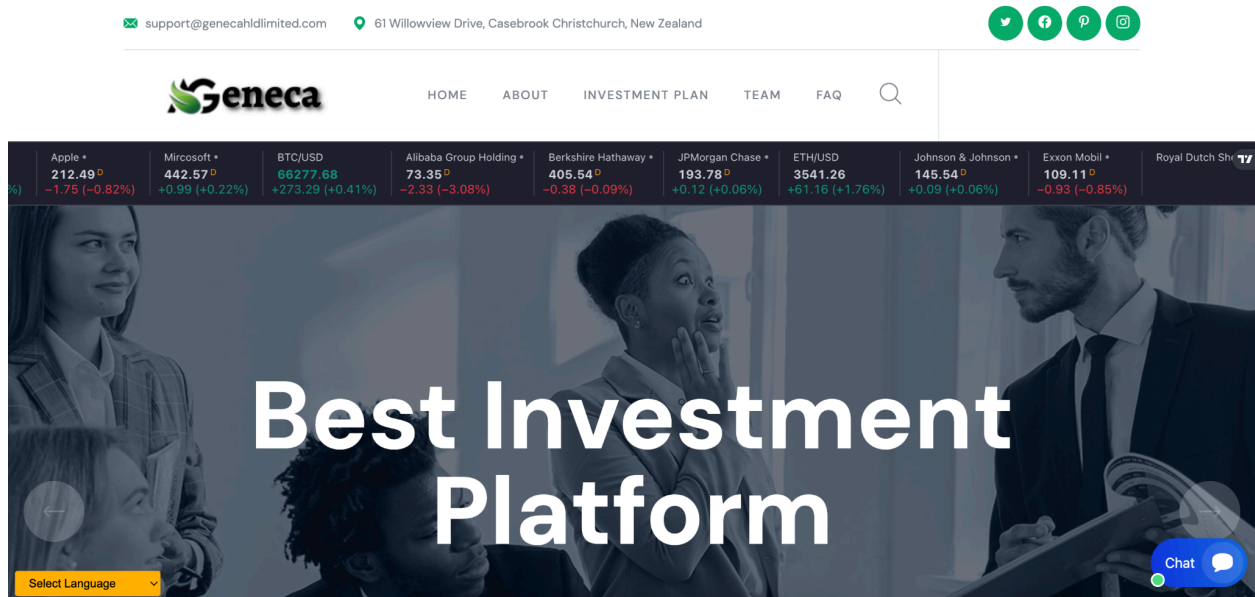 support@genecahldlimited.com
61 Willowview Drive, Casebrook Christchurch, New Zealand
Geneca
HOME
ABOUT
INVESTMENT PLAN
TEAM
FAQ
%)
Apple
212.49 D
−1.75 (−0.82%)
Mircosoft
442.57 D
+0.99 (+0.22%)
BTC/USD
66277.68
+273.29 (+0.41%)
Alibaba Group Holding
73.35 D
−2.33 (−3.08%)
Berkshire Hathaway
405.54 D
−0.38 (−0.09%)
JPMorgan Chase
193.78 D
+0.12 (+0.06%)
ETH/USD
3541.26
+61.16 (+1.76%)
Johnson & Johnson
145.54 D
+0.09 (+0.06%)
Exxon Mobil
109.11 D
−0.93 (−0.85%)
Royal Dutch
Best Investment
Platform
Select Language
Chat